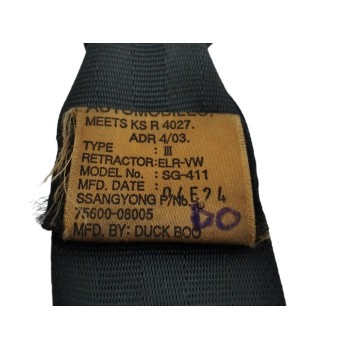 AUTOMOBILES.
MEETS KS R 4027.
ADR 4/03.
TYPE : III
RETRACTOR:ELR-VW
MODEL No. : SG-411
MFD. DATE : 04E24
SSANGYONG P/No.
75600-08005
DO
MFD. BY: DUCK BOO